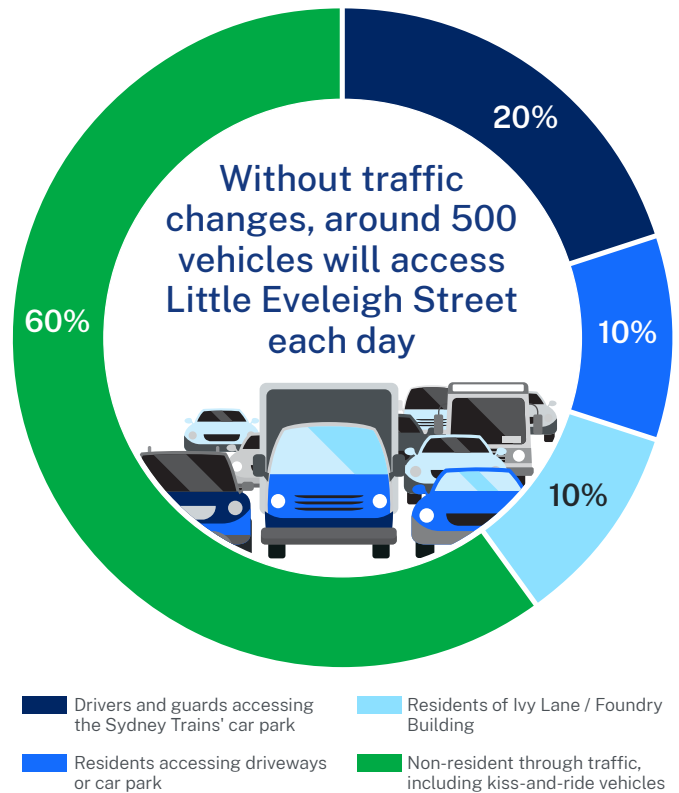 20%
Without traffic
changes, around 500
vehicles will access
Little Eveleigh Street
each day
60%
10%
10%
Drivers and guards accessing
the Sydney Trains' car park
Residents accessing driveways
or car park
Residents of Ivy Lane / Foundry
Building
Non-resident through traffic,
including kiss-and-ride vehicles